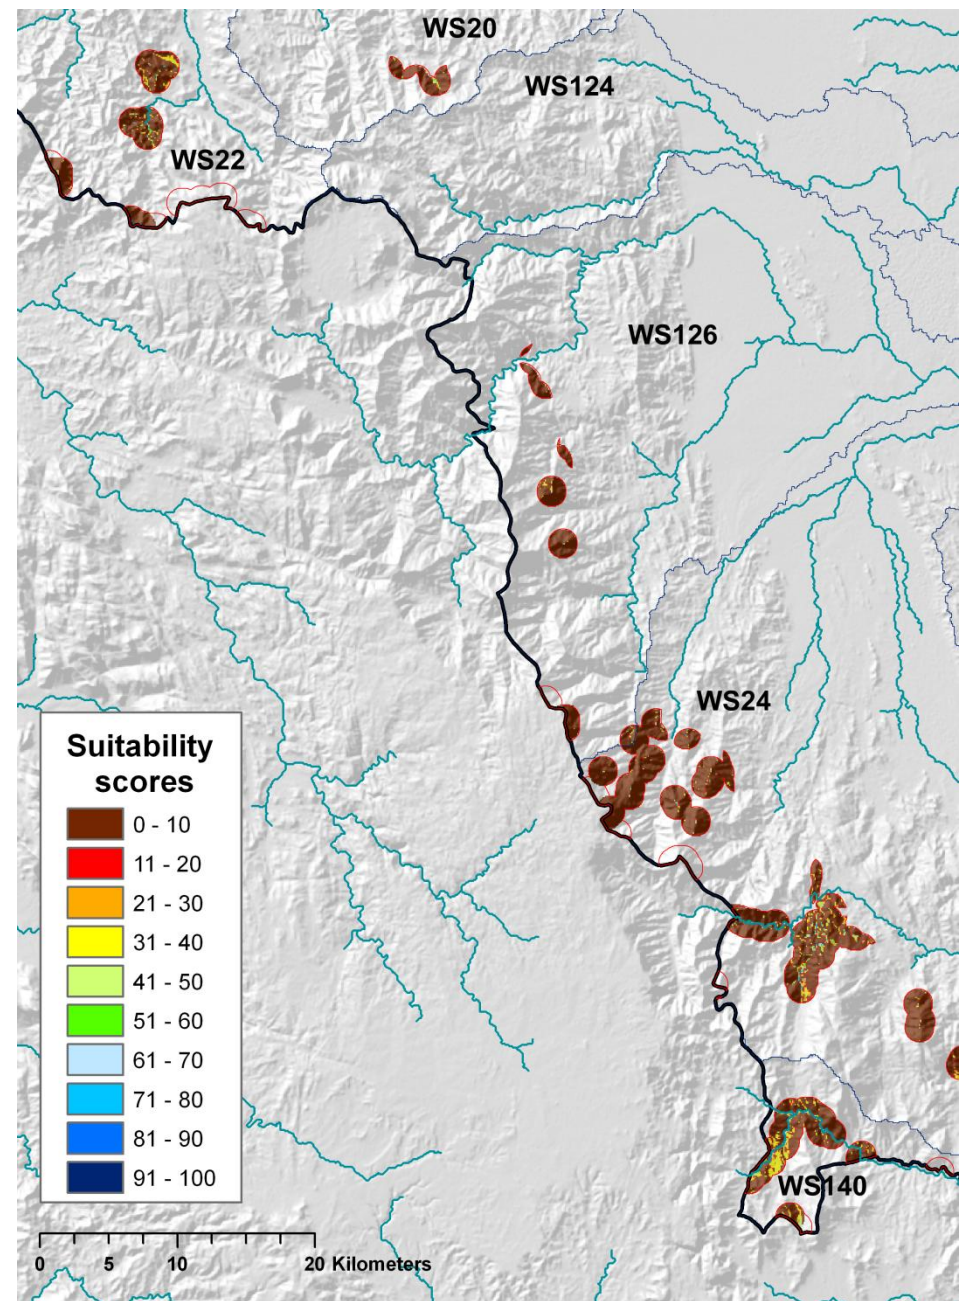 WS20
WS124
WS22
WS126
WS24
Suitability
scores
0 - 10
11 - 20
21 - 30
31 - 40
41 - 50
51 - 60
61 - 70
71 - 80
81 - 90
91 - 100
WS140
0 5 10 20 Kilometers